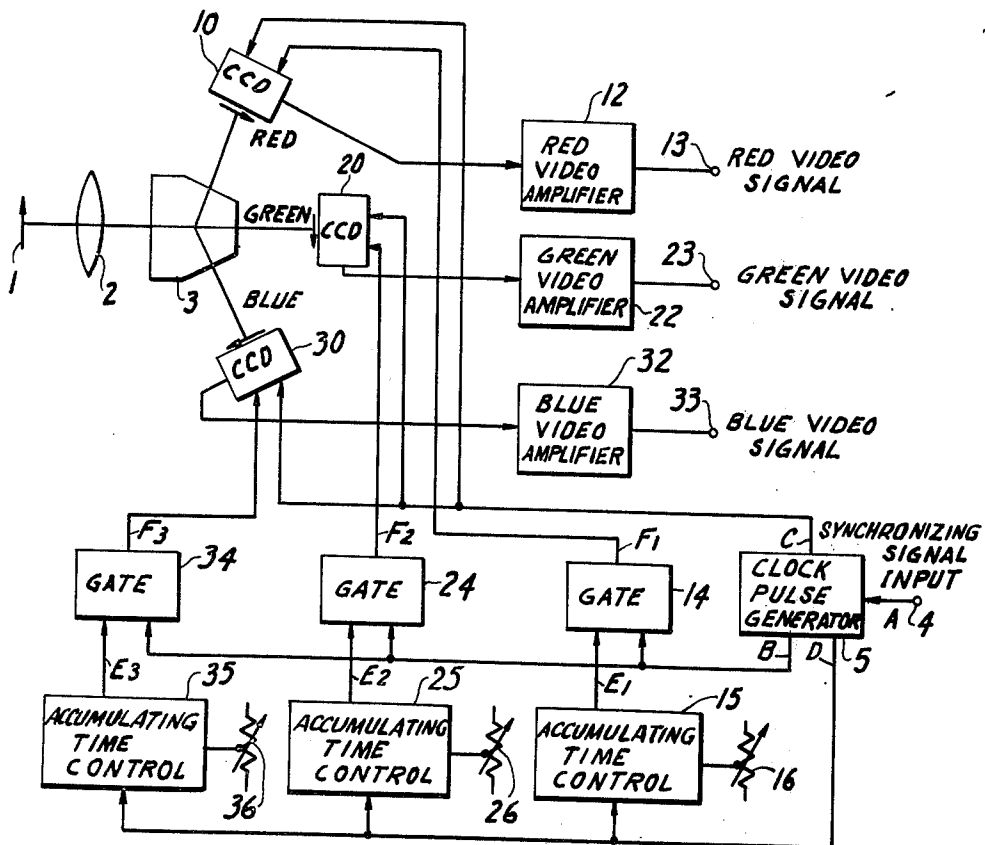 10
CCD
RED
12
RED
VIDEO
AMPLIFIER
13
RED VIDEO
SIGNAL
20
GREEN
CCD
GREEN
VIDEO
AMPLIFIER
22
23
GREEN VIDEO
SIGNAL
1
2
3
BLUE
CCD
30
32
BLUE
VIDEO
AMPLIFIER
33
BLUE VIDEO
SIGNAL
F3
GATE
34
F2
GATE
24
F1
GATE
14
C
SYNCHRONIZING
SIGNAL
INPUT
CLOCK
PULSE
GENERATOR
A
4
B
D
5
E3
35
ACCUMULATING
TIME
CONTROL
36
E2
25
ACCUMULATING
TIME
CONTROL
26
E1
15
ACCUMULATING
TIME
CONTROL
16